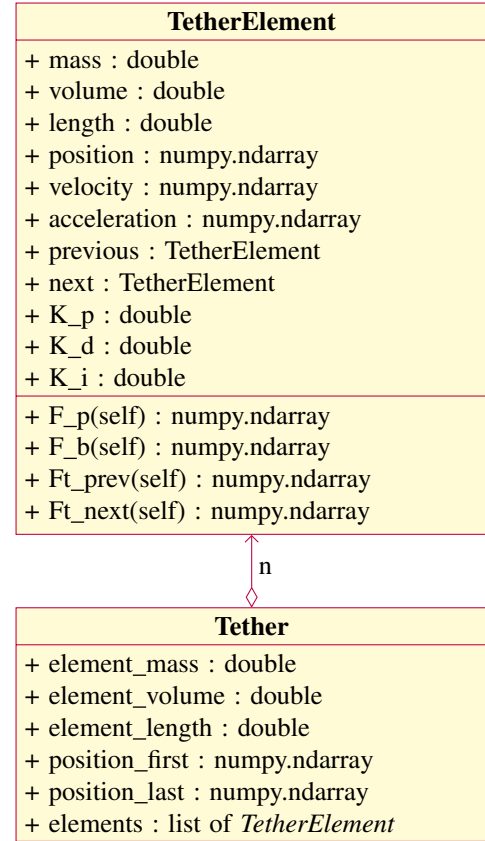 TetherElement
+ mass : double
+ volume : double
+ length : double
+ position : numpy.ndarray
+ velocity : numpy.ndarray
+ acceleration : numpy.ndarray
+ previous : TetherElement
+ next : TetherElement
+ K_p : double
+ K_d : double
+ K_i : double
+ F_p(self) : numpy.ndarray
+ F_b(self) : numpy.ndarray
+ Ft_prev(self) : numpy.ndarray
+ Ft_next(self) : numpy.ndarray
n
Tether
+ element_mass : double
+ element_volume : double
+ element_length : double
+ position_first : numpy.ndarray
+ position_last : numpy.ndarray
+ elements : list of TetherElement